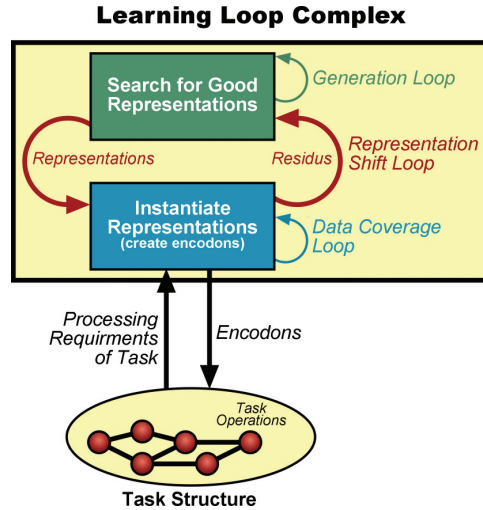 Learning Loop Complex
Search for Good
Representations
Generation Loop
Representations
Residus
Representation
Shift Loop
Instantiate
Representations
(create encodons)
Data Coverage
Loop
Processing
Requirments
of Task
Encodons
Task
Operations
Task Structure